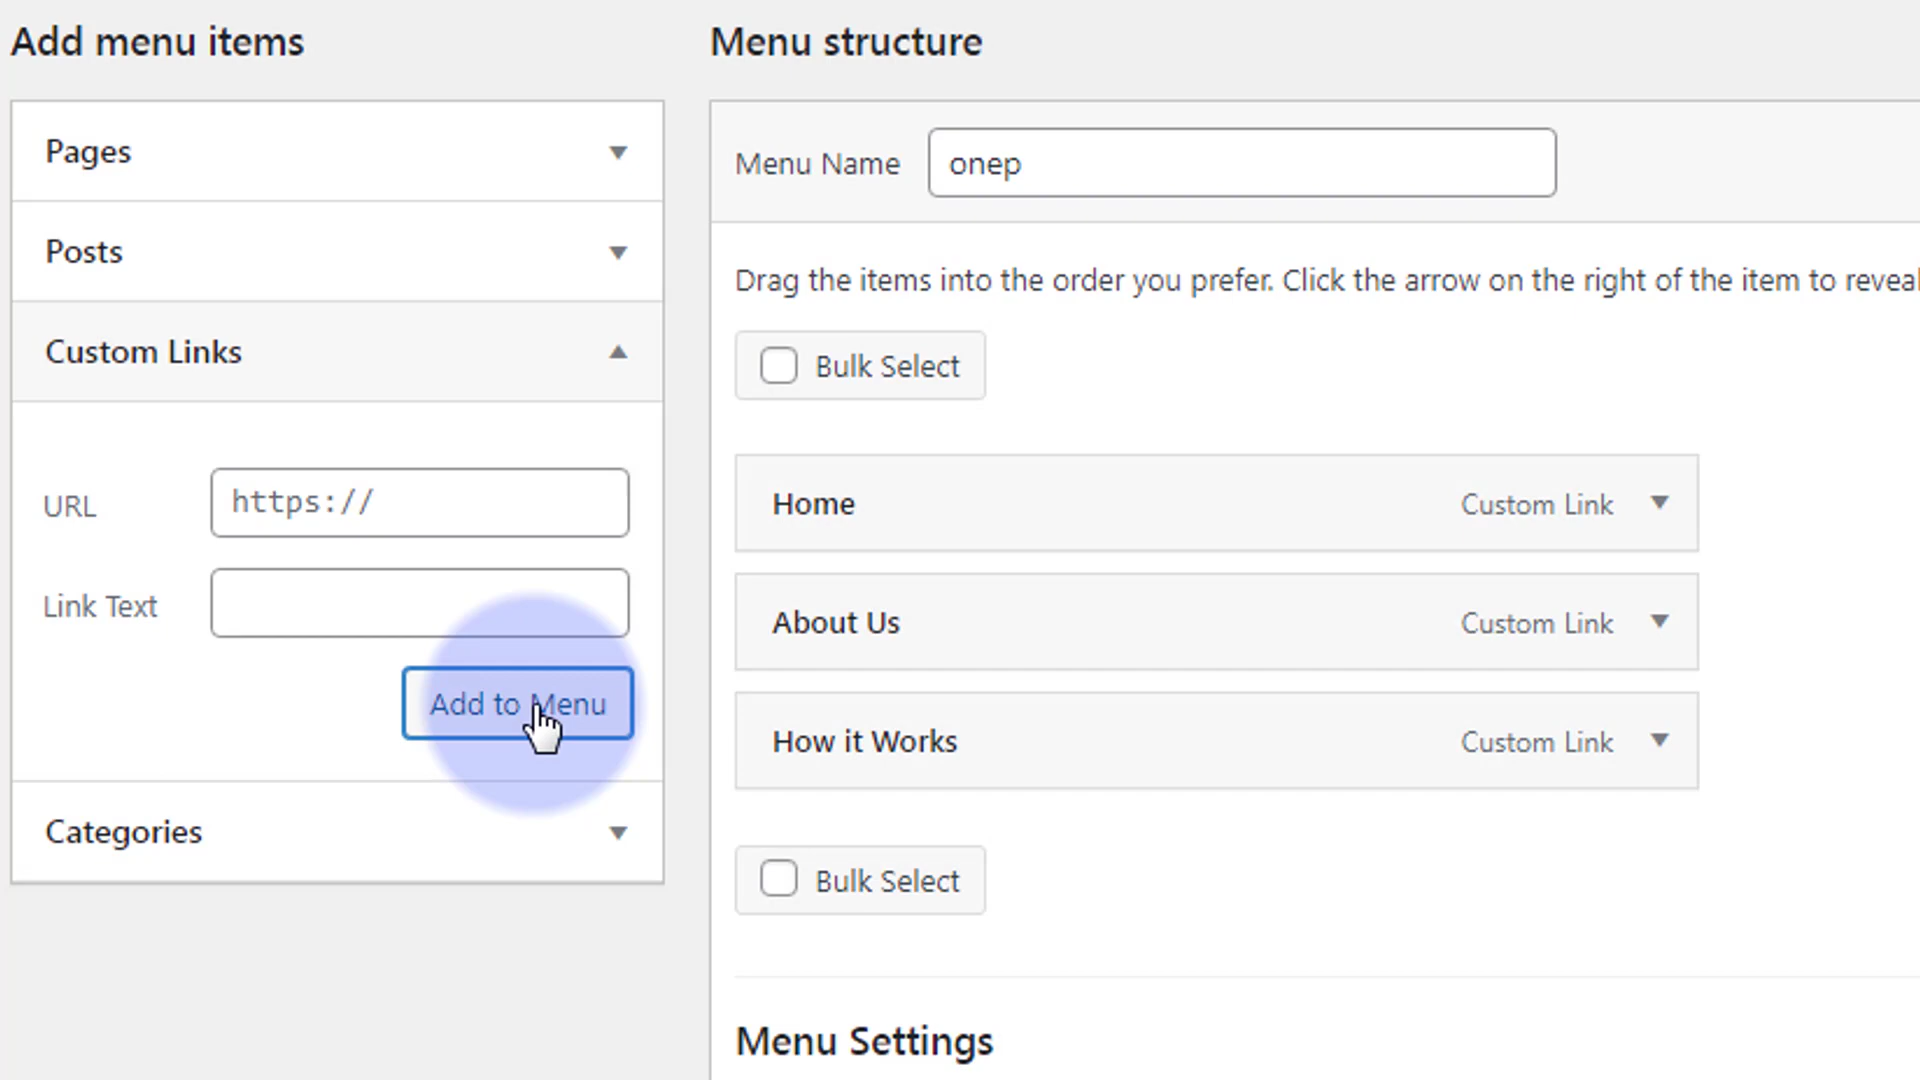 Add menu items
Pages
Posts
Custom Links
URL
https://
Link Text
Add to Menu
Categories
Menu structure
Menu Name
onep
Drag the items into the order you prefer. Click the arrow on the right of the item to reveal
Bulk Select
Home Custom Link
About Us Custom Link
How it Works Custom Link
Bulk Select
Menu Settings